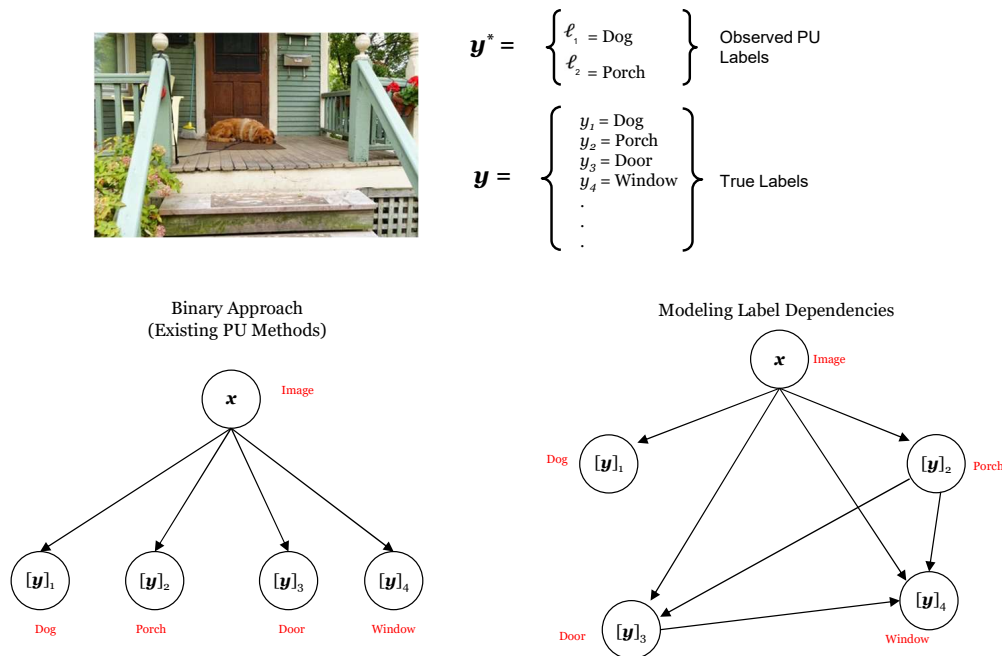 y* =
ℓ₁ = Dog
ℓ₂ = Porch
Observed PU
Labels
y =
y₁ = Dog
y₂ = Porch
y₃ = Door
y₄ = Window
.
.
.
True Labels
Binary Approach
(Existing PU Methods)
x
Image
[y]₁
[y]₂
[y]₃
[y]₄
Dog
Porch
Door
Window
Modeling Label Dependencies
x
Image
Dog
[y]₁
[y]₂
Porch
Door
[y]₃
[y]₄
Window